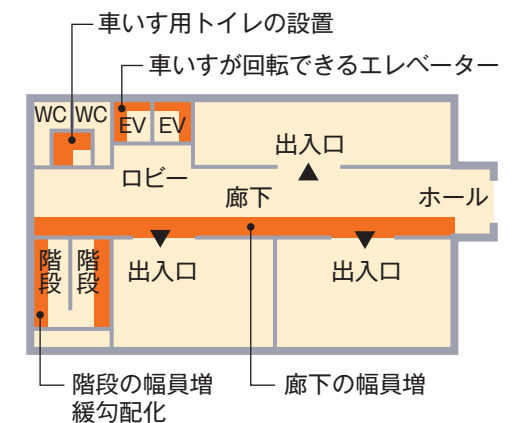 車いす用トイレの設置
車いすが回転できるエレベーター
WC WC EV EV
出入口
ロビー
廊下
ホール
階段 階段
出入口
出入口
階段の幅員増
緩勾配化
廊下の幅員増